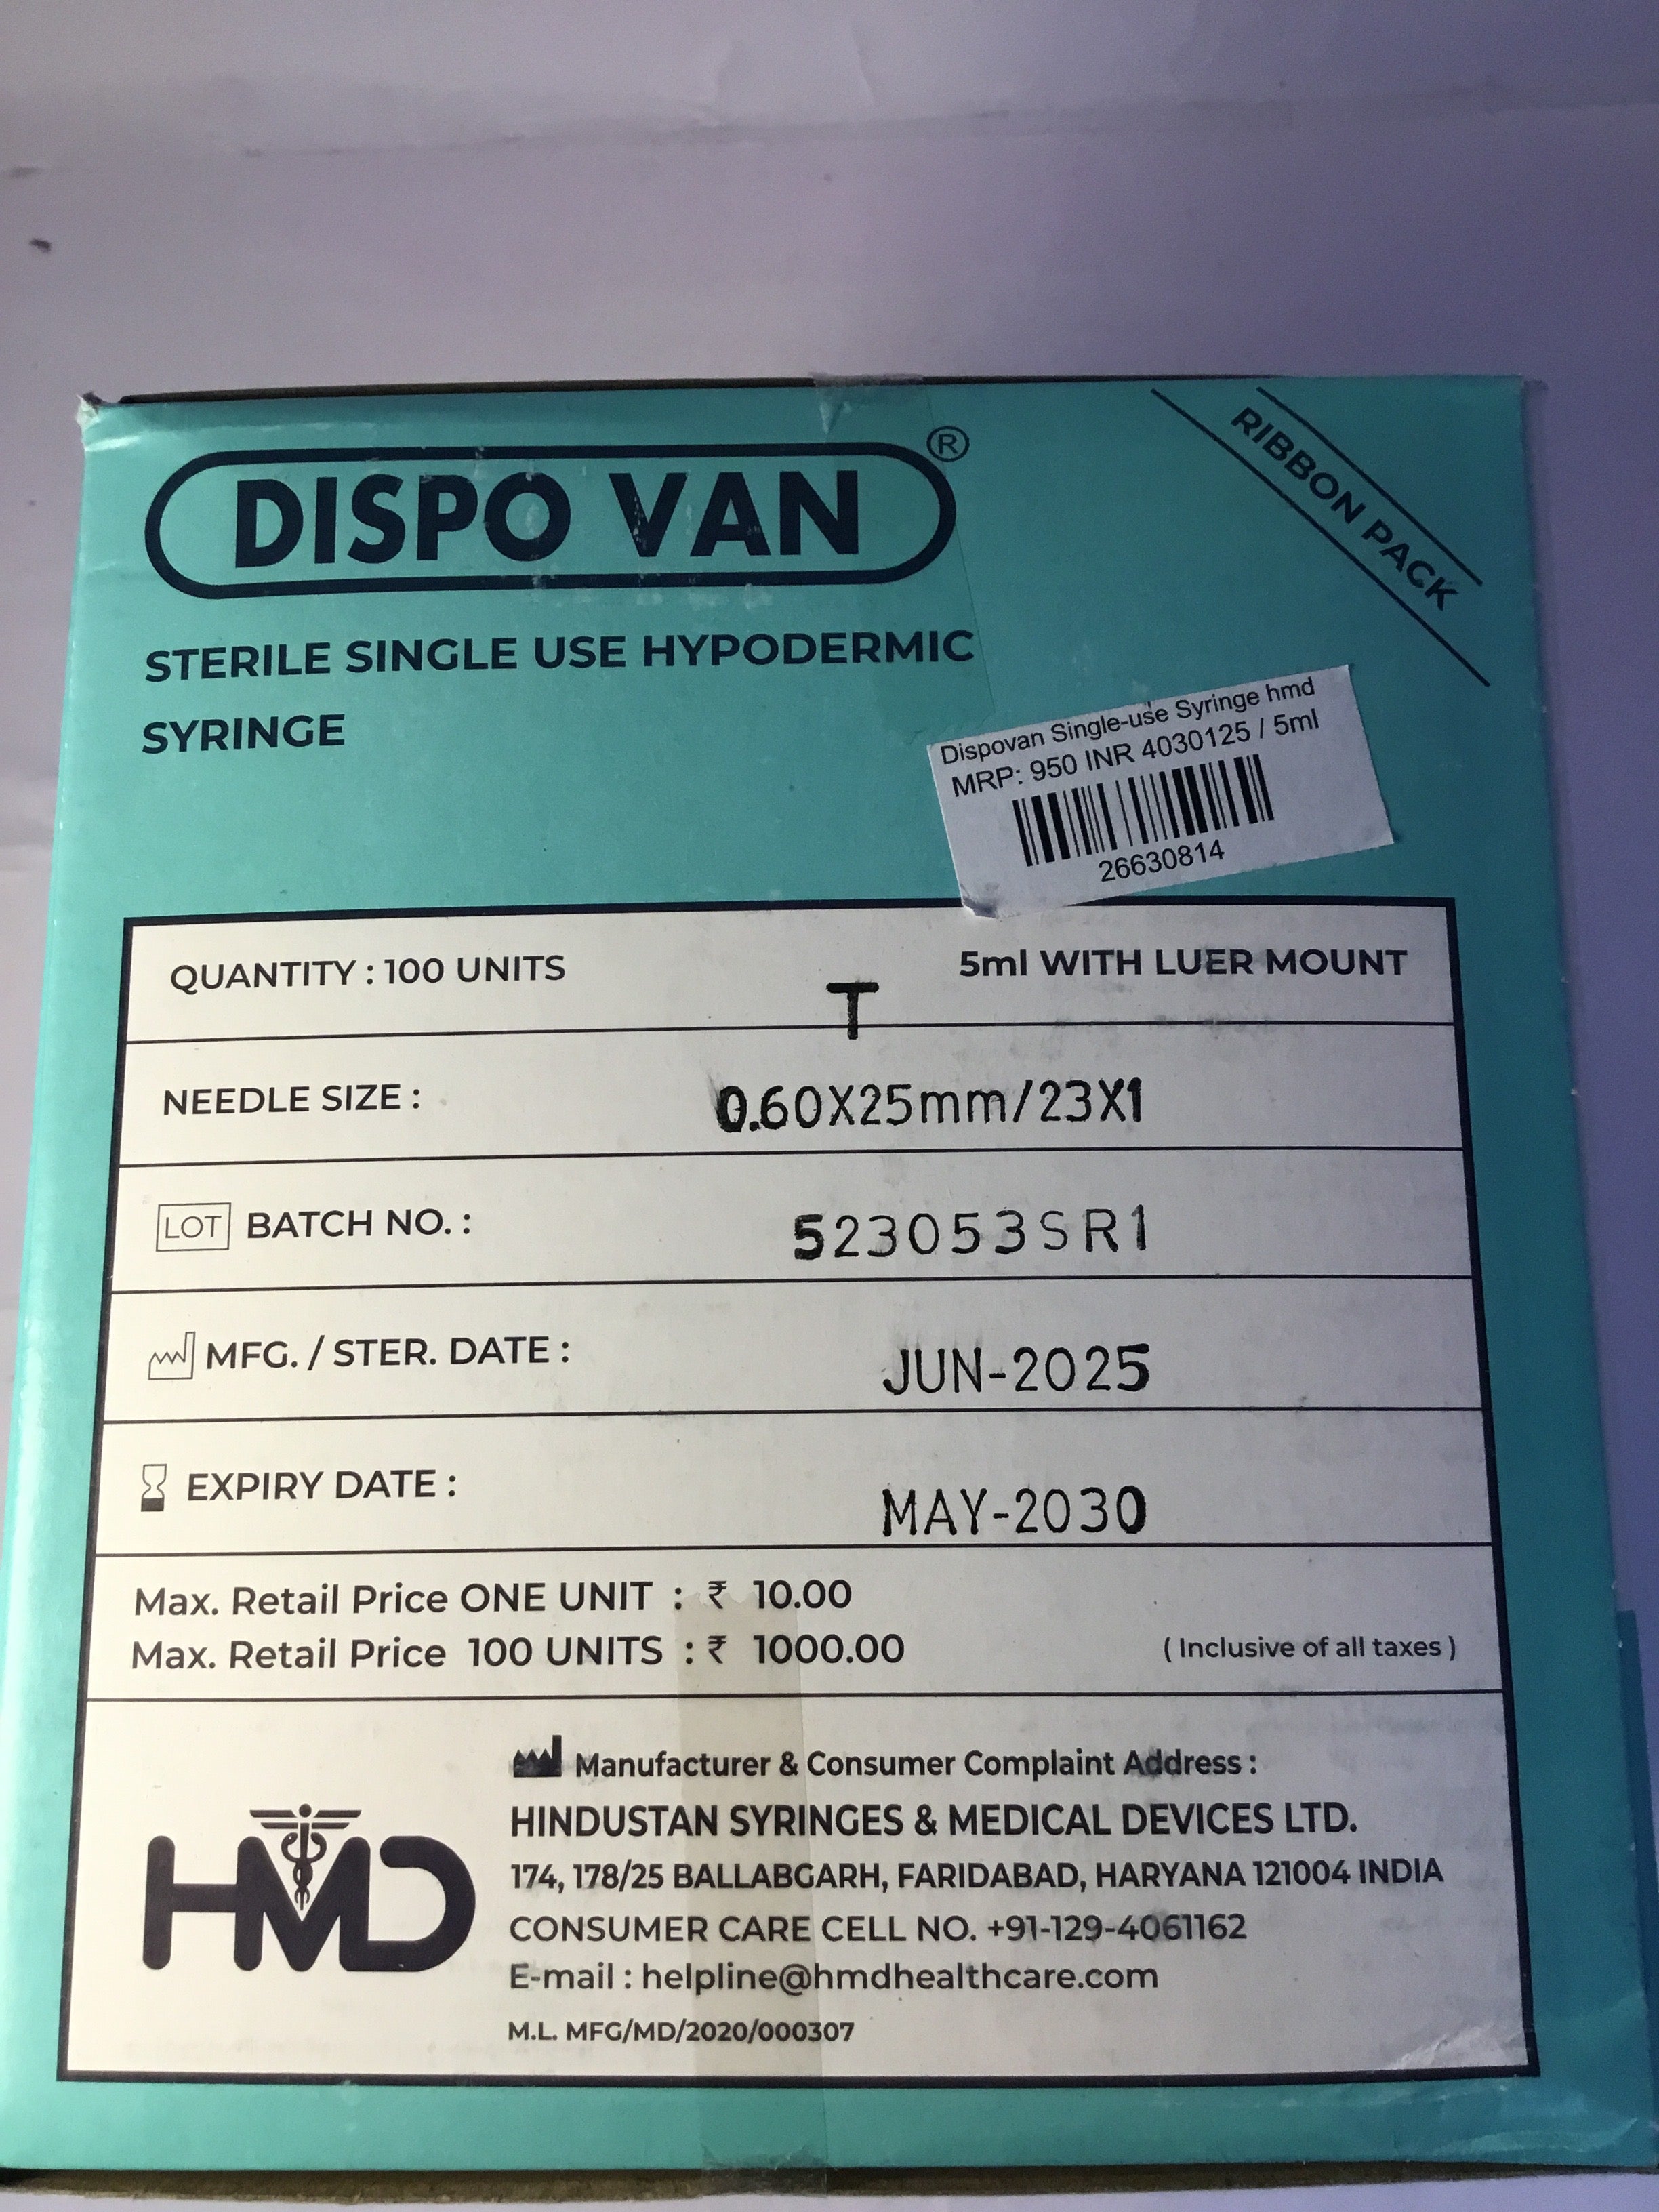 DISPO VAN ®
RIBBON PACK
STERILE SINGLE USE HYPODERMIC
SYRINGE
Dispovan Single-use Syringe hmd
MRP: 950 INR 4030125 / 5ml
26630814
QUANTITY : 100 UNITS 5ml WITH LUER MOUNT
T
NEEDLE SIZE : 0.60X25mm/23X1
LOT BATCH NO. : 523053SR1
MFG. / STER. DATE : JUN-2025
EXPIRY DATE : MAY-2030
Max. Retail Price ONE UNIT : ₹ 10.00
Max. Retail Price 100 UNITS : ₹ 1000.00 ( Inclusive of all taxes )
Manufacturer & Consumer Complaint Address :
HMD
HINDUSTAN SYRINGES & MEDICAL DEVICES LTD.
174, 178/25 BALLABGARH, FARIDABAD, HARYANA 121004 INDIA
CONSUMER CARE CELL NO. +91-129-4061162
E-mail : helpline@hmdhealthcare.com
M.L. MFG/MD/2020/000307